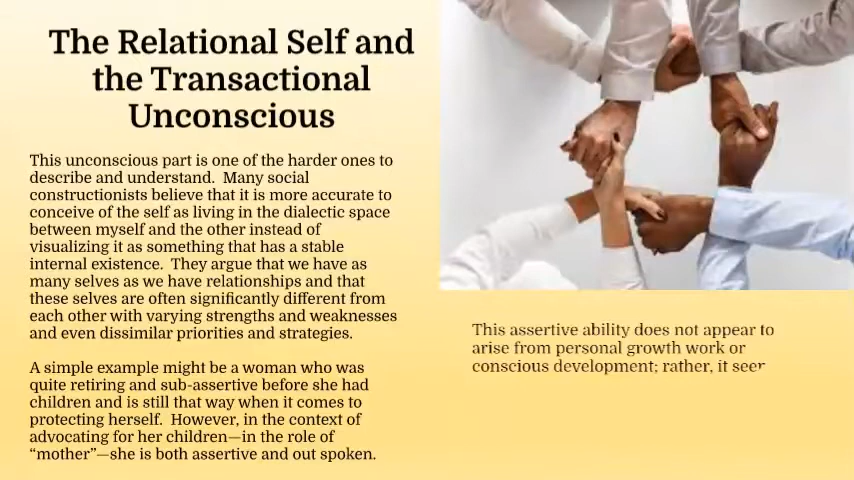 The Relational Self and
the Transactional
Unconscious
This unconscious part is one of the harder ones to
describe and understand.  Many social
constructionists believe that it is more accurate to
conceive of the self as living in the dialectic space
between myself and the other instead of
visualizing it as something that has a stable
internal existence.  They argue that we have as
many selves as we have relationships and that
these selves are often significantly different from
each other with varying strengths and weaknesses
and even dissimilar priorities and strategies.
A simple example might be a woman who was
quite retiring and sub-assertive before she had
children and is still that way when it comes to
protecting herself.  However, in the context of
advocating for her children—in the role of
“mother”—she is both assertive and out spoken.
This assertive ability does not appear to
arise from personal growth work or
conscious development; rather, it